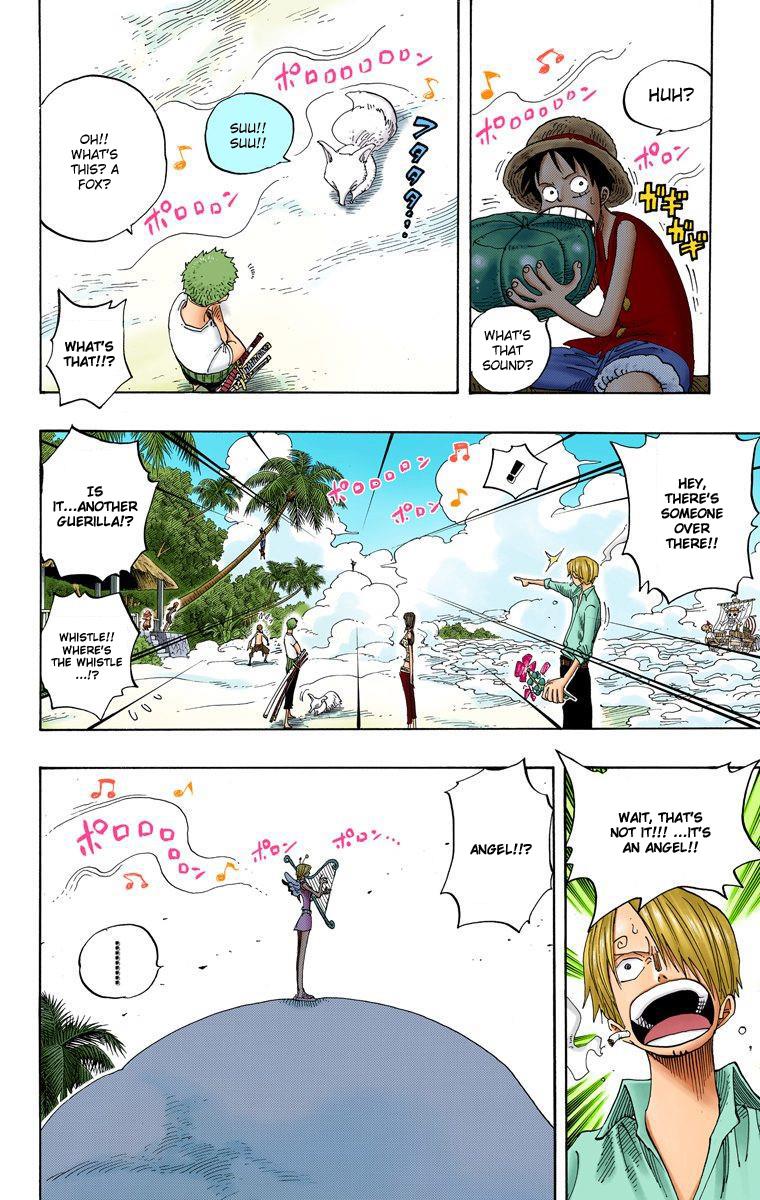 HUH?
ポロロロロロン
ポロン
ガギ
ガギ
WHAT'S
THAT
SOUND?
ポロロロロロン
フタタタ...
SUU!!
SUU!!
OH!!
WHAT'S
THIS? A
FOX?
ポロロロン
WHAT'S
THAT!!?
HEY,
THERE'S
SOMEONE
OVER
THERE!!
!
ポロロロロン
ポロン
IS
IT...ANOTHER
GUERILLA!?
WHISTLE!!
WHERE'S
THE WHISTLE
...!?
WAIT, THAT'S
NOT IT!!! ...IT'S
AN ANGEL!!
ANGEL!!?
ポロン...
ポロン
ポロロロロロン
..........